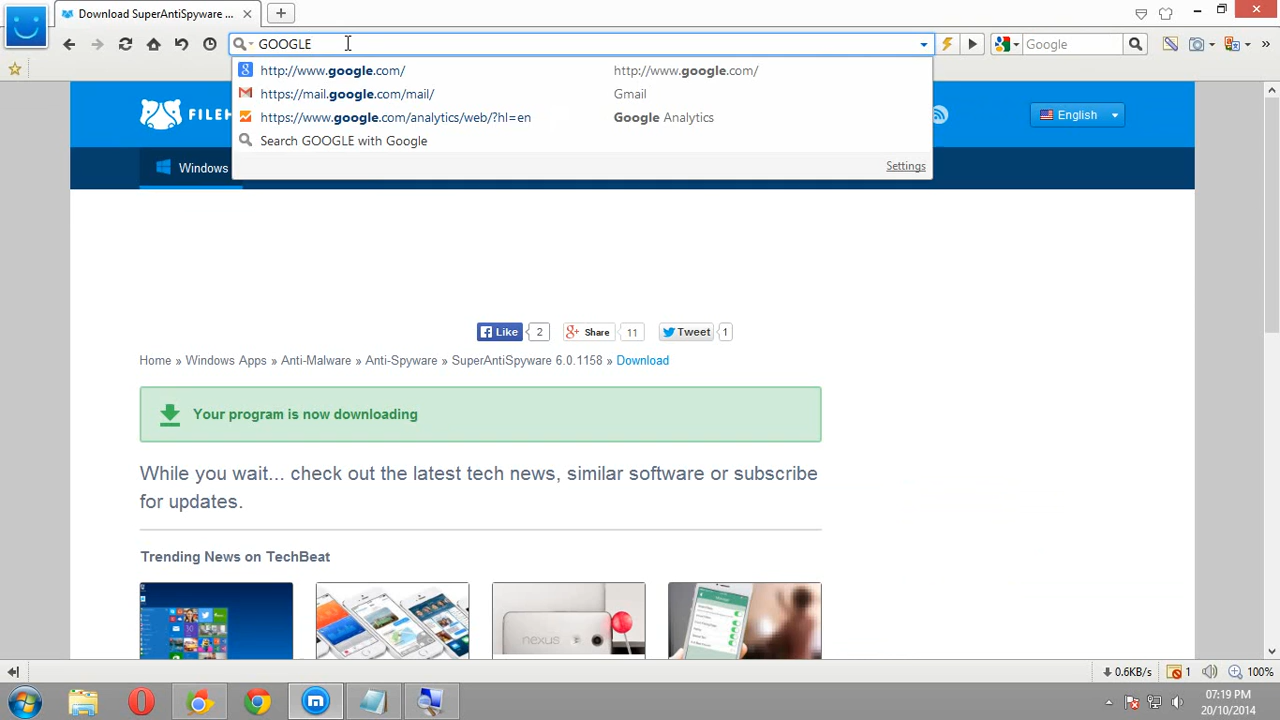 Download SuperAntiSpyware ...
GOOGLE
Google
http://www.google.com/ http://www.google.com/
https://mail.google.com/mail/ Gmail
https://www.google.com/analytics/web/?hl=en Google Analytics
Search GOOGLE with Google
Settings
FILEH
English
Windows
Like 2 Share 11 Tweet 1
Home » Windows Apps » Anti-Malware » Anti-Spyware » SuperAntiSpyware 6.0.1158 » Download
Your program is now downloading
While you wait... check out the latest tech news, similar software or subscribe
for updates.
Trending News on TechBeat
nexus
0.6KB/s 1 100%
07:19 PM
20/10/2014